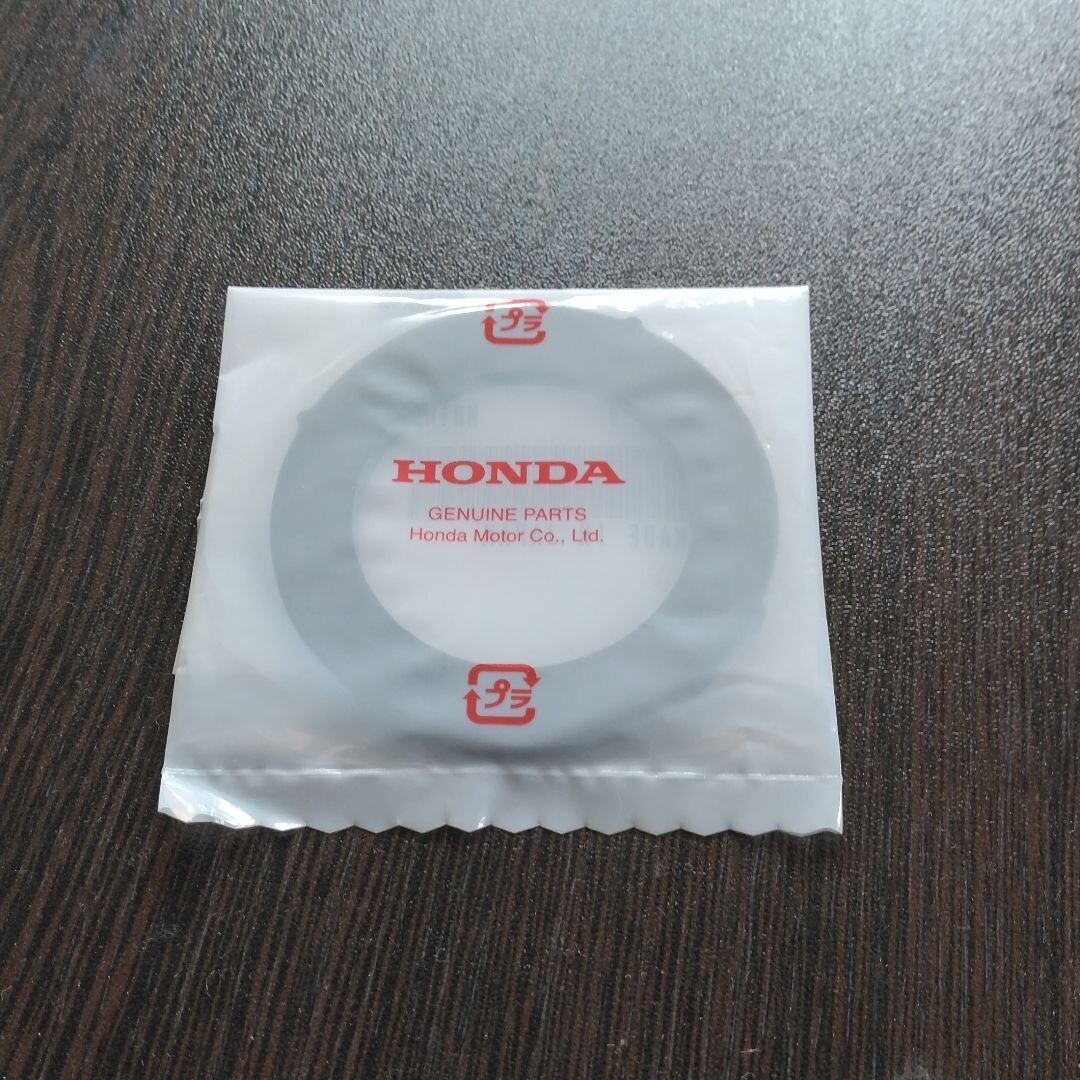 プラ
HONDA
GENUINE PARTS
Honda Motor Co., Ltd.
プラ